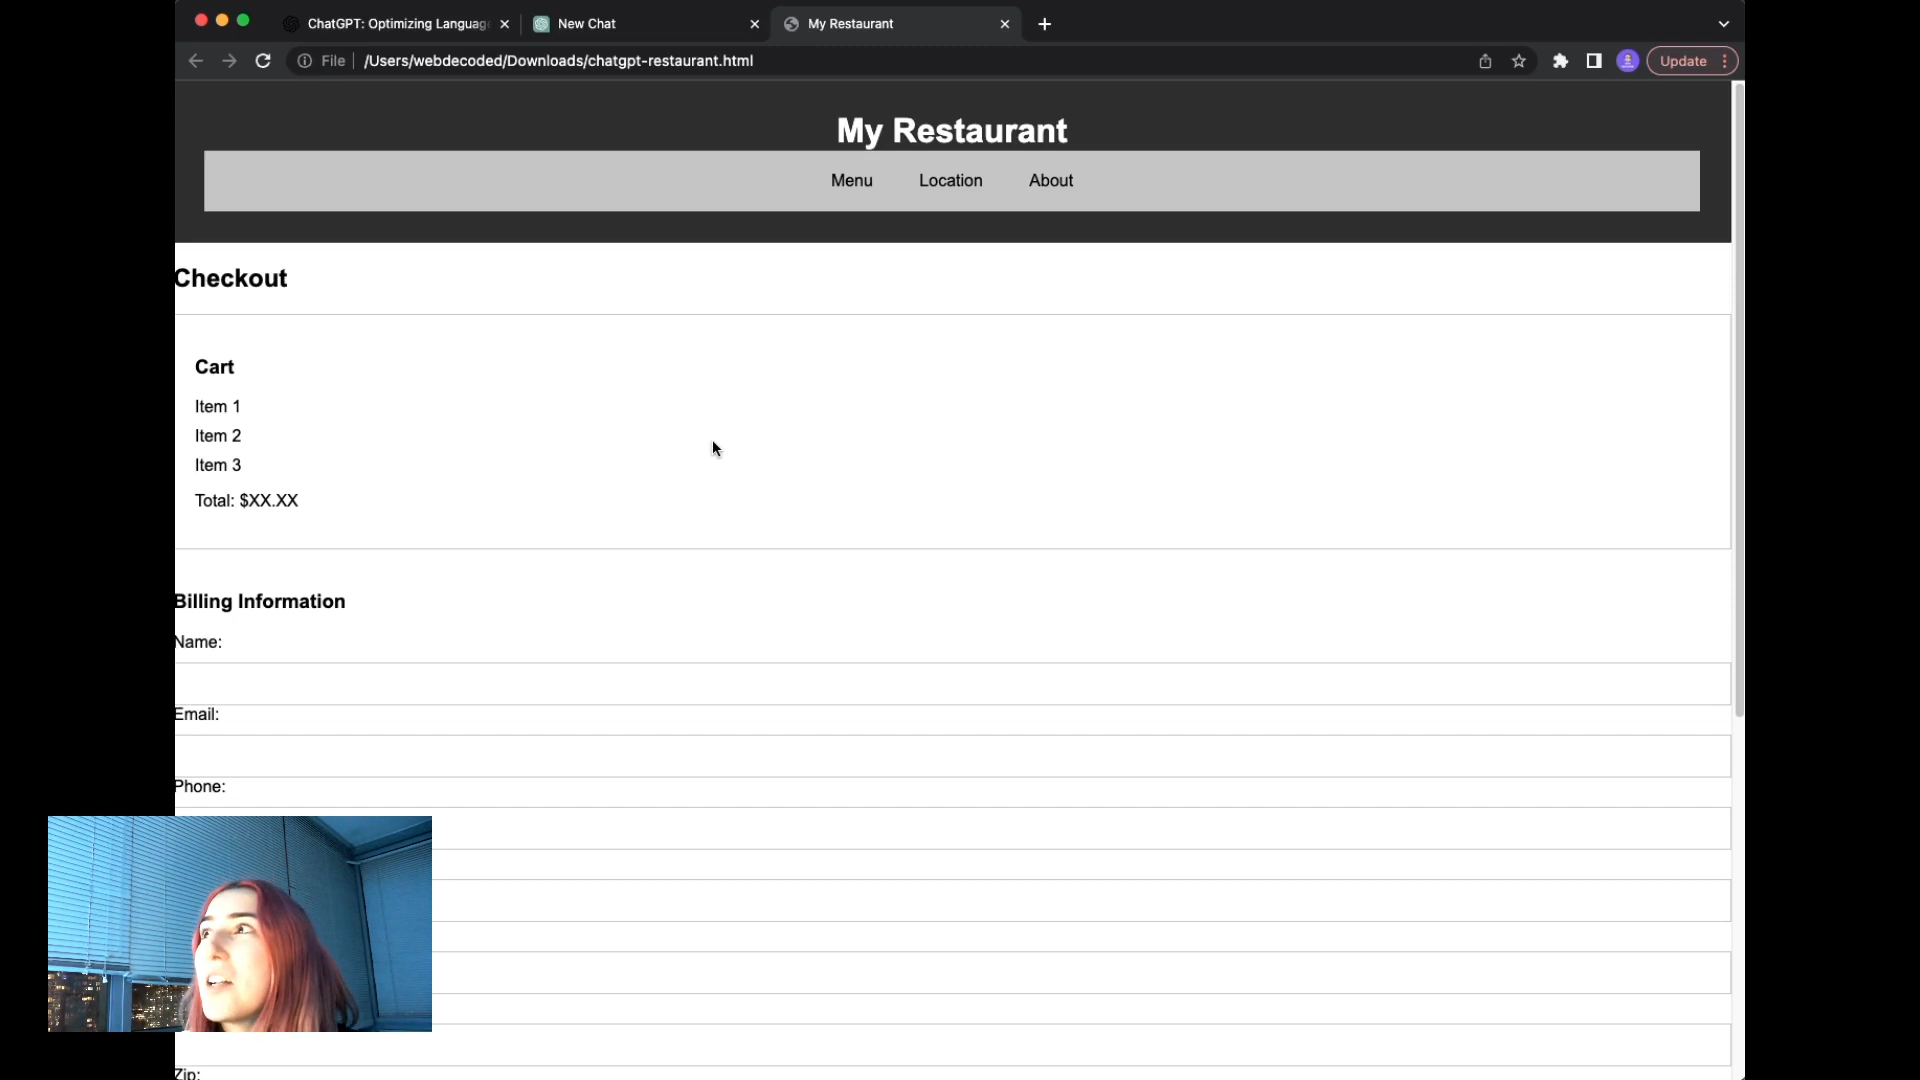 ChatGPT: Optimizing Languag
New Chat
My Restaurant
File
/Users/webdecoded/Downloads/chatgpt-restaurant.html
Update
My Restaurant
Menu
Location
About
Checkout
Cart
Item 1
Item 2
Item 3
Total: $XX.XX
Billing Information
Name:
Email:
Phone:
Zip: